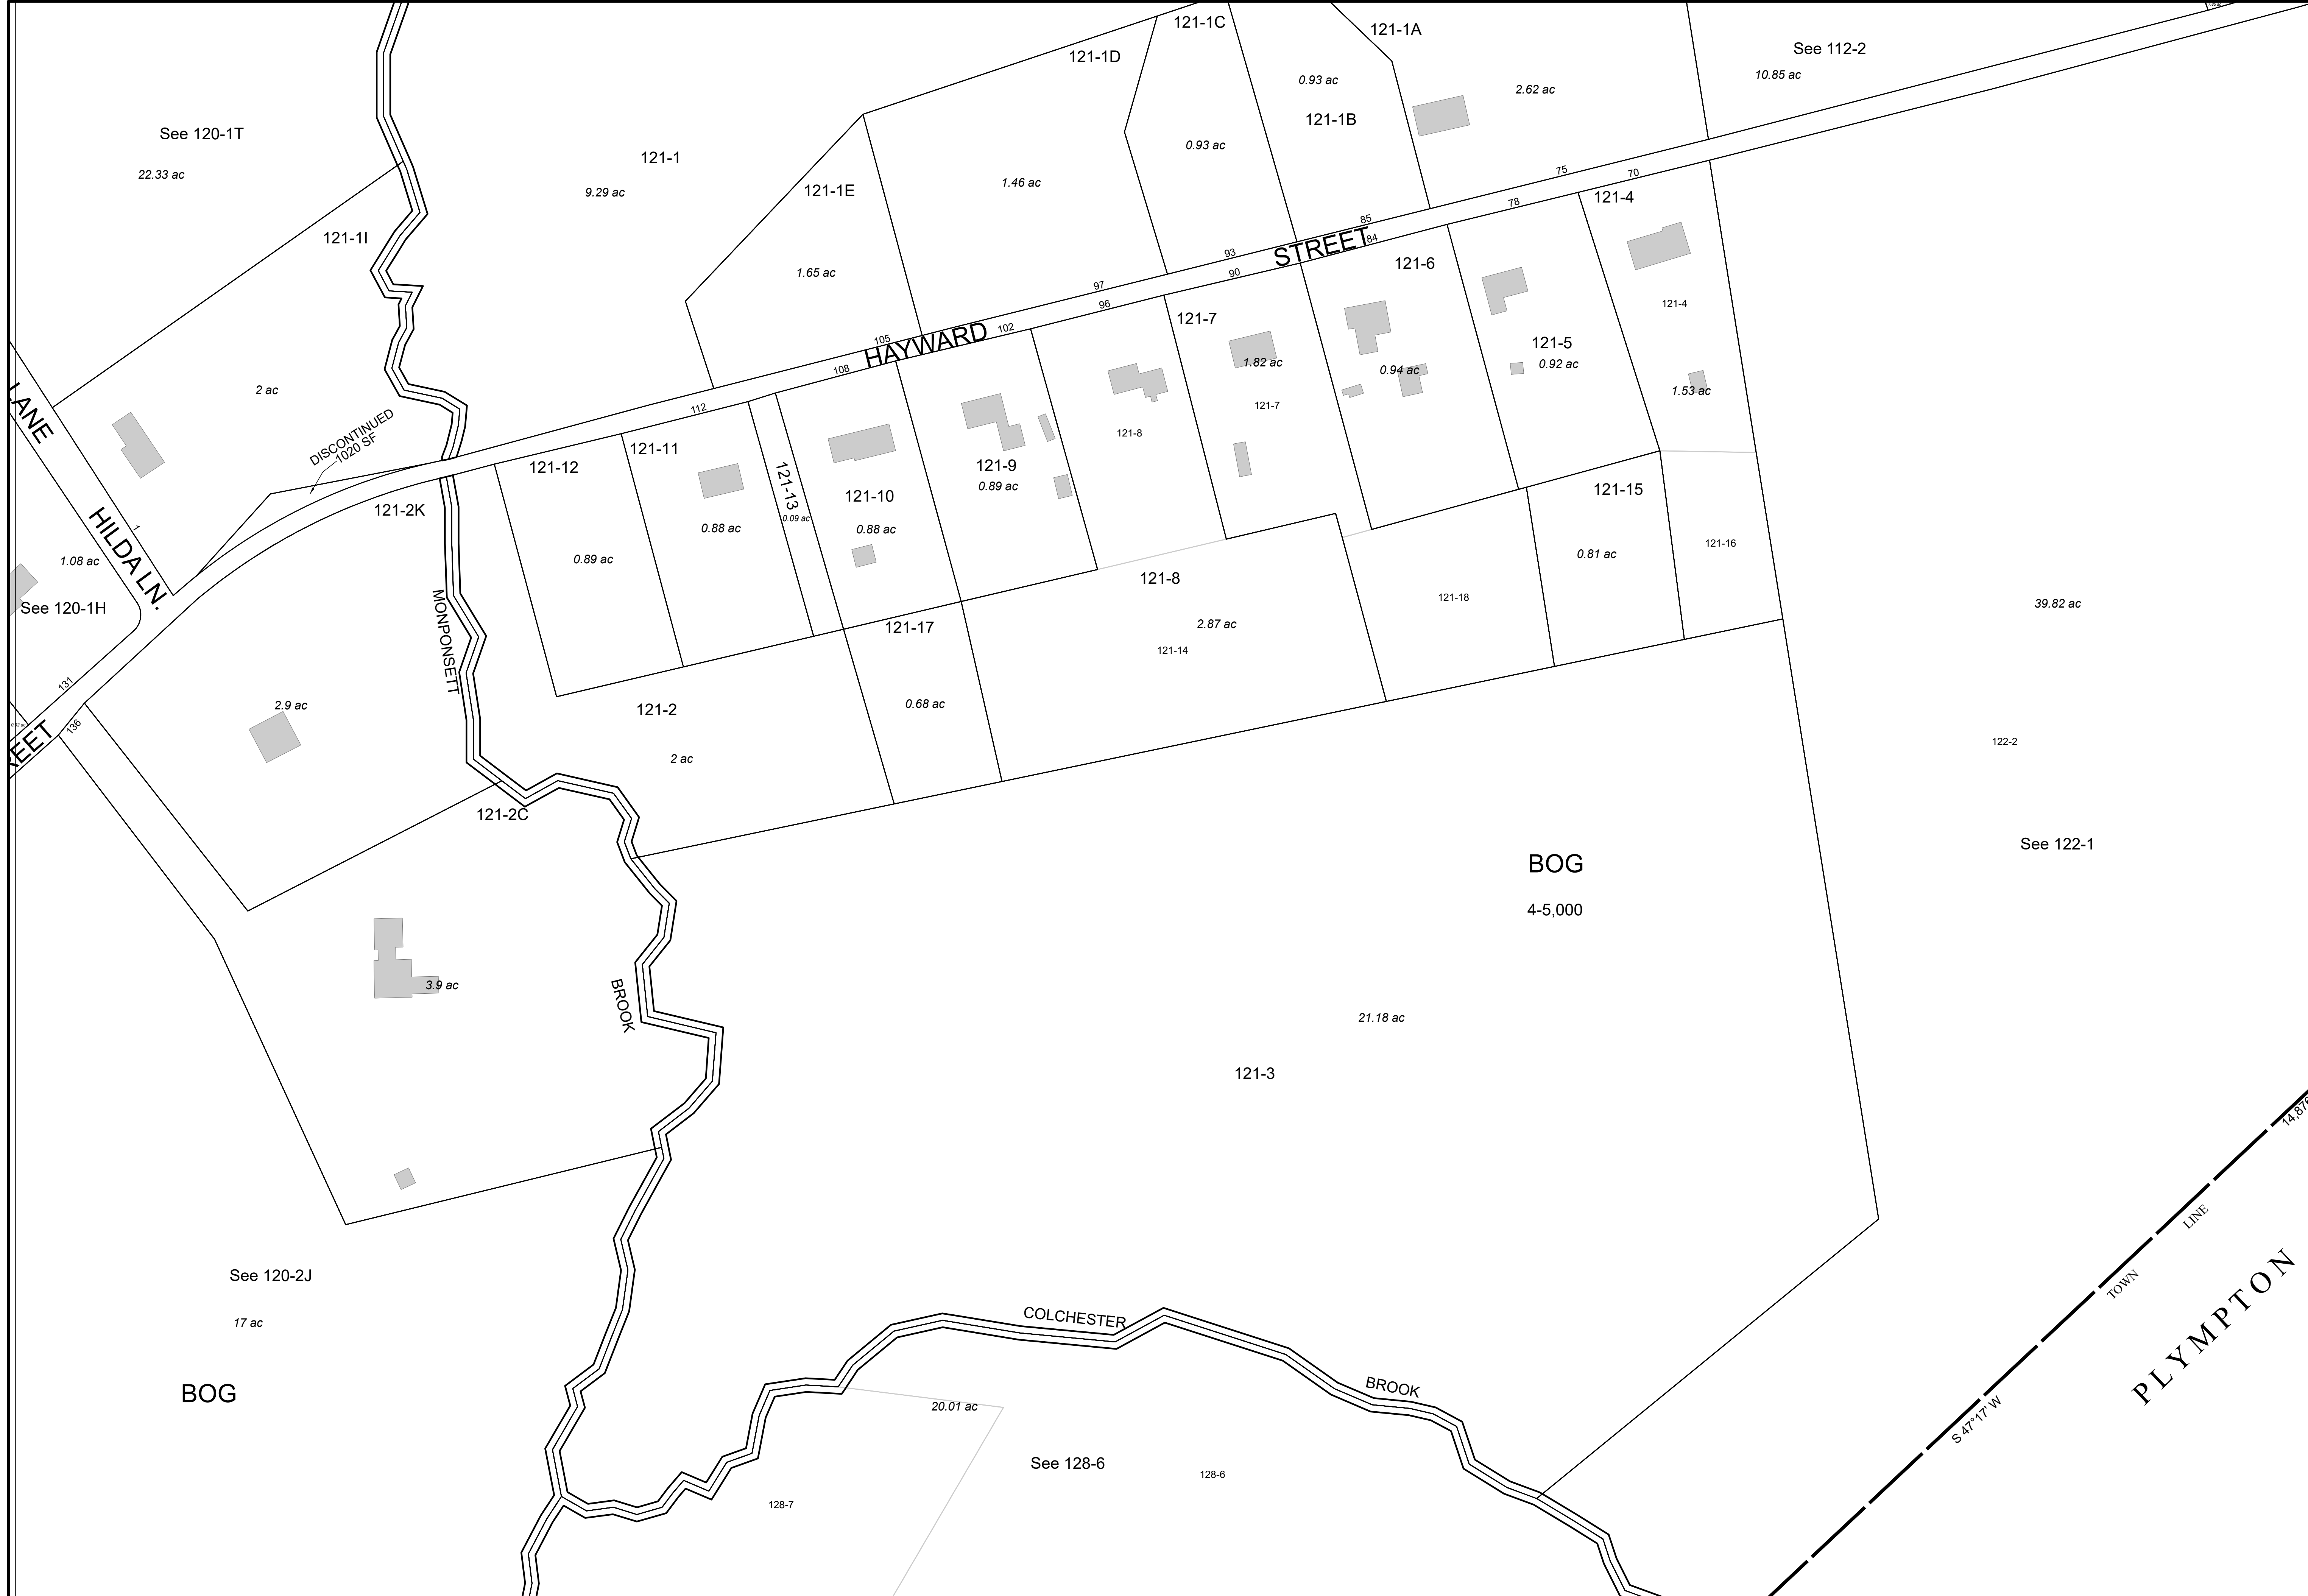 121-1C
121-1A
See 112-2
10.85 ac
121-1D
0.93 ac
2.62 ac
121-1B
See 120-1T
22.33 ac
121-1
9.29 ac
0.93 ac
1.46 ac
121-1E
1.65 ac
75
70
78
121-4
121-1I
85
84
STREET
93
90
97
96
121-6
121-4
105
HAYWARD
102
108
112
121-7
121-5
0.92 ac
1.82 ac
0.94 ac
1.53 ac
121-7
2 ac
LANE
DISCONTINUED
1020 SF
121-8
121-11
121-12
121-13
0.09 ac
121-9
0.89 ac
121-10
0.88 ac
0.88 ac
0.89 ac
121-15
121-16
0.81 ac
121-2K
1
HILDA LN.
1.08 ac
See 120-1H
121-8
2.87 ac
121-14
121-18
39.82 ac
MONPONSETT
121-17
0.68 ac
121-2
2 ac
131
136
REET
2.9 ac
122-2
121-2C
See 122-1
BOG
4-5,000
3.9 ac
BROOK
21.18 ac
121-3
14,876
LINE
TOWN
PLYMPTON
See 120-2J
17 ac
BOG
COLCHESTER
BROOK
20.01 ac
See 128-6
128-6
128-7
S 47°17' W